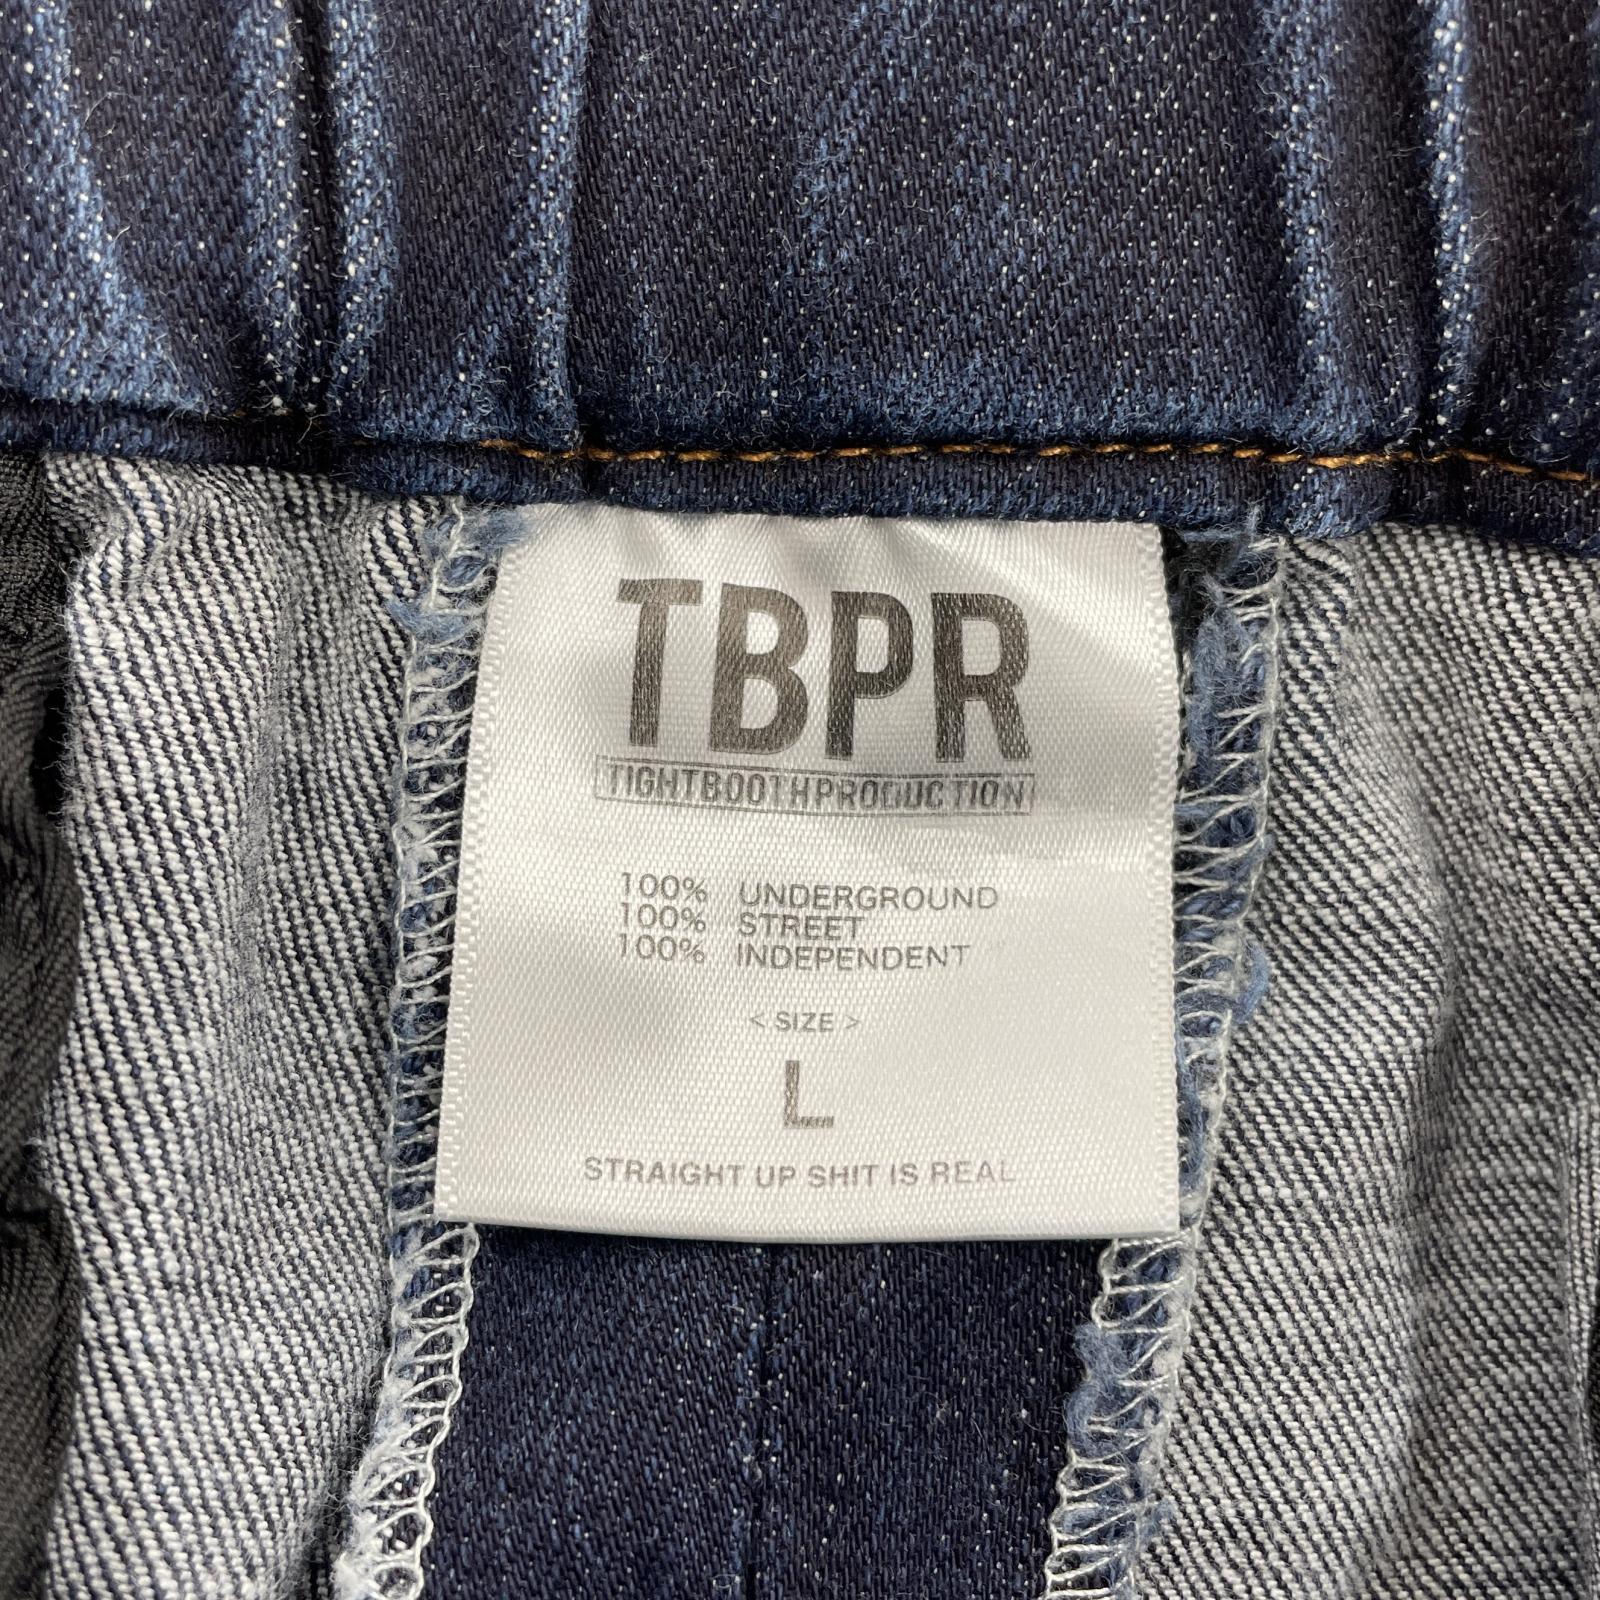 TBPR
TIGHTBOOTHPRODUCTION
100% UNDERGROUND
100% STREET
100% INDEPENDENT
< SIZE >
L
STRAIGHT UP SHIT IS REAL